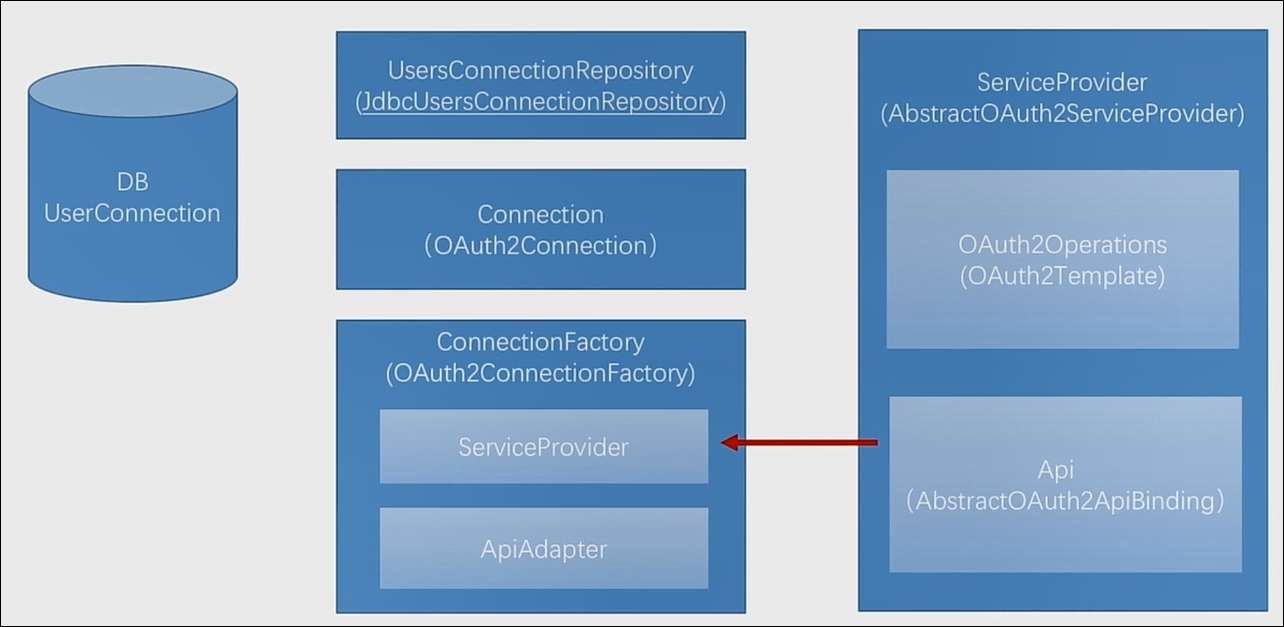 DB
UserConnection
UsersConnectionRepository
(JdbcUsersConnectionRepository)
Connection
（OAuth2Connection）
ConnectionFactory
(OAuth2ConnectionFactory)
ServiceProvider
ApiAdapter
ServiceProvider
(AbstractOAuth2ServiceProvider)
OAuth2Operations
(OAuth2Template)
Api
（AbstractOAuth2ApiBinding）